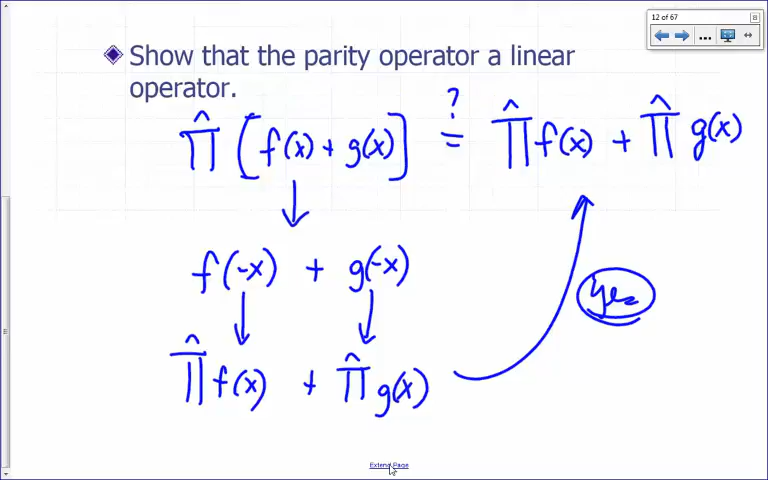 12 of 67
Show that the parity operator a linear
operator.
Π̂ [f(x) + g(x)] ?= Π̂ f(x) + Π̂ g(x)
f(-x) + g(-x)
Yes
Π̂ f(x) + Π̂ g(x)
Extend Page